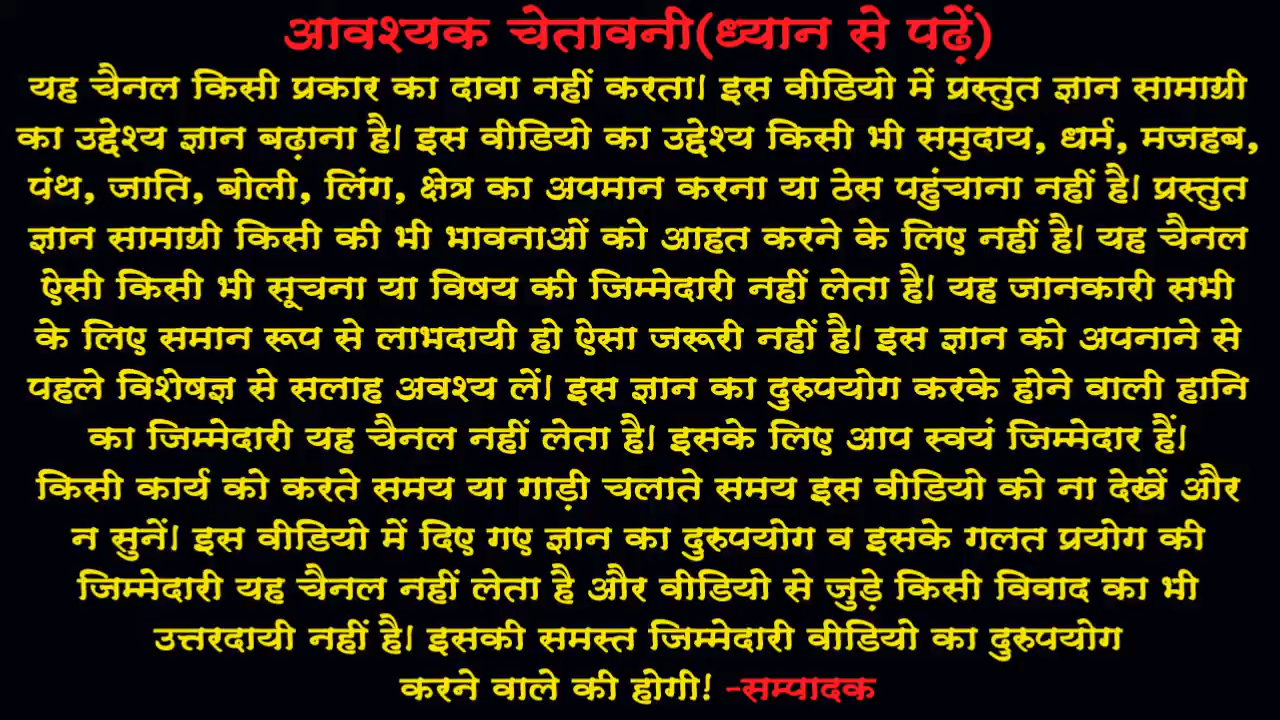 आवश्यक चेतावनी(ध्यान से पढ़ें)
यह चैनल किसी प्रकार का दावा नहीं करता। इस वीडियो में प्रस्तुत ज्ञान सामाग्री
का उद्देश्य ज्ञान बढ़ाना है। इस वीडियो का उद्देश्य किसी भी समुदाय, धर्म, मजहब,
पंथ, जाति, बोली, लिंग, क्षेत्र का अपमान करना या ठेस पहुंचाना नहीं है। प्रस्तुत
ज्ञान सामाग्री किसी की भी भावनाओं को आहत करने के लिए नहीं है। यह चैनल
ऐसी किसी भी सूचना या विषय की जिम्मेदारी नहीं लेता है। यह जानकारी सभी
के लिए समान रूप से लाभदायी हो ऐसा जरूरी नहीं है। इस ज्ञान को अपनाने से
पहले विशेषज्ञ से सलाह अवश्य लें। इस ज्ञान का दुरुपयोग करके होने वाली हानि
का जिम्मेदारी यह चैनल नहीं लेता है। इसके लिए आप स्वयं जिम्मेदार हैं।
किसी कार्य को करते समय या गाड़ी चलाते समय इस वीडियो को ना देखें और
न सुनें। इस वीडियो में दिए गए ज्ञान का दुरुपयोग व इसके गलत प्रयोग की
जिम्मेदारी यह चैनल नहीं लेता है और वीडियो से जुड़े किसी विवाद का भी
उत्तरदायी नहीं है। इसकी समस्त जिम्मेदारी वीडियो का दुरुपयोग
करने वाले की होगी! -सम्पादक